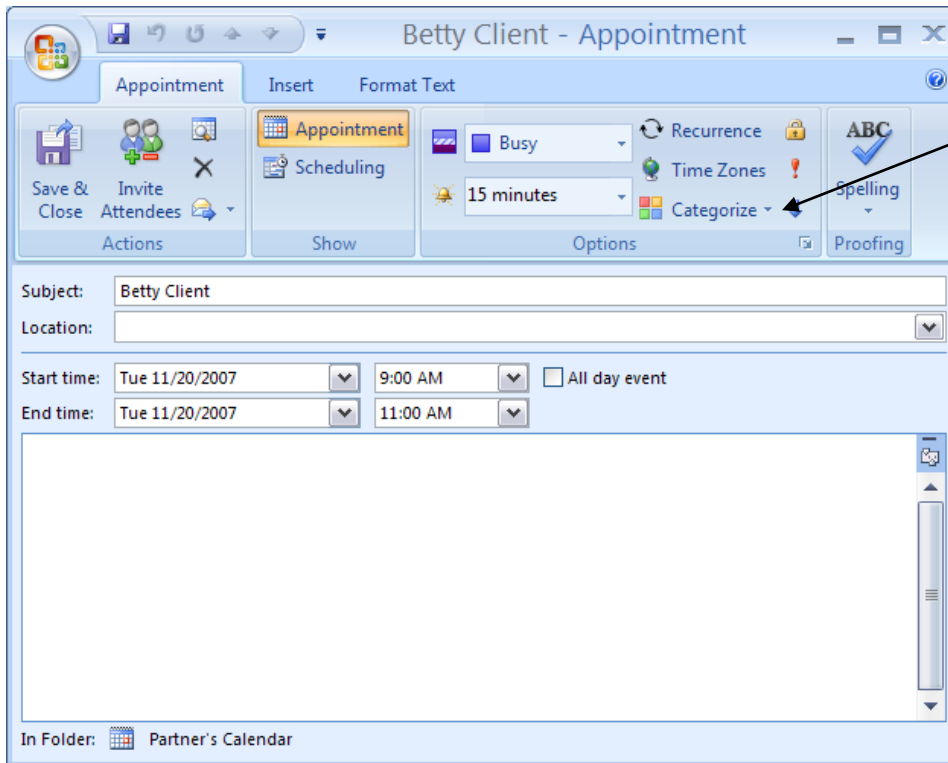 Betty Client - Appointment
Appointment Insert Format Text
Save & Close
Invite Attendees
Actions
Appointment
Scheduling
Show
Busy
15 minutes
Recurrence
Time Zones
Categorize
Options
ABC
Spelling
Proofing
Subject: Betty Client
Location:
Start time: Tue 11/20/2007 9:00 AM All day event
End time: Tue 11/20/2007 11:00 AM
In Folder: Partner's Calendar